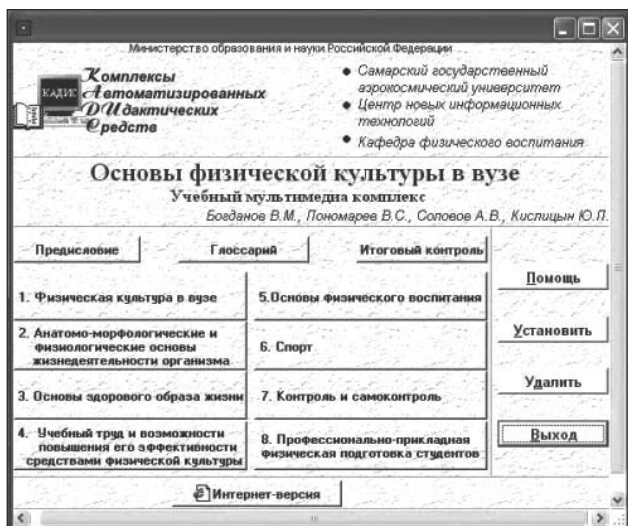 Министерство образования и науки Российской Федерации
КАДИС
Комплексы
Автоматизированных
ДИдактических
Средств
Самарский государственный
аэрокосмический университет
Центр новых информационных
технологий
Кафедра физического воспитания
Основы физической культуры в вузе
Учебный мультимедиа комплекс
Богданов В.М., Пономарев В.С., Соловов А.В., Кислицын Ю.Л.
Предисловие
Глоссарий
Итоговый контроль
1. Физическая культура в вузе
2. Анатомо-морфологические и
физиологические основы
жизнедеятельности организма
3. Основы здорового образа жизни
4. Учебный труд и возможности
повышения его эффективности
средствами физической культуры
5.Основы физического воспитания
6. Спорт
7. Контроль и самоконтроль
8. Профессионально-прикладная
физическая подготовка студентов
Помощь
Установить
Удалить
Выход
Интернет-версия